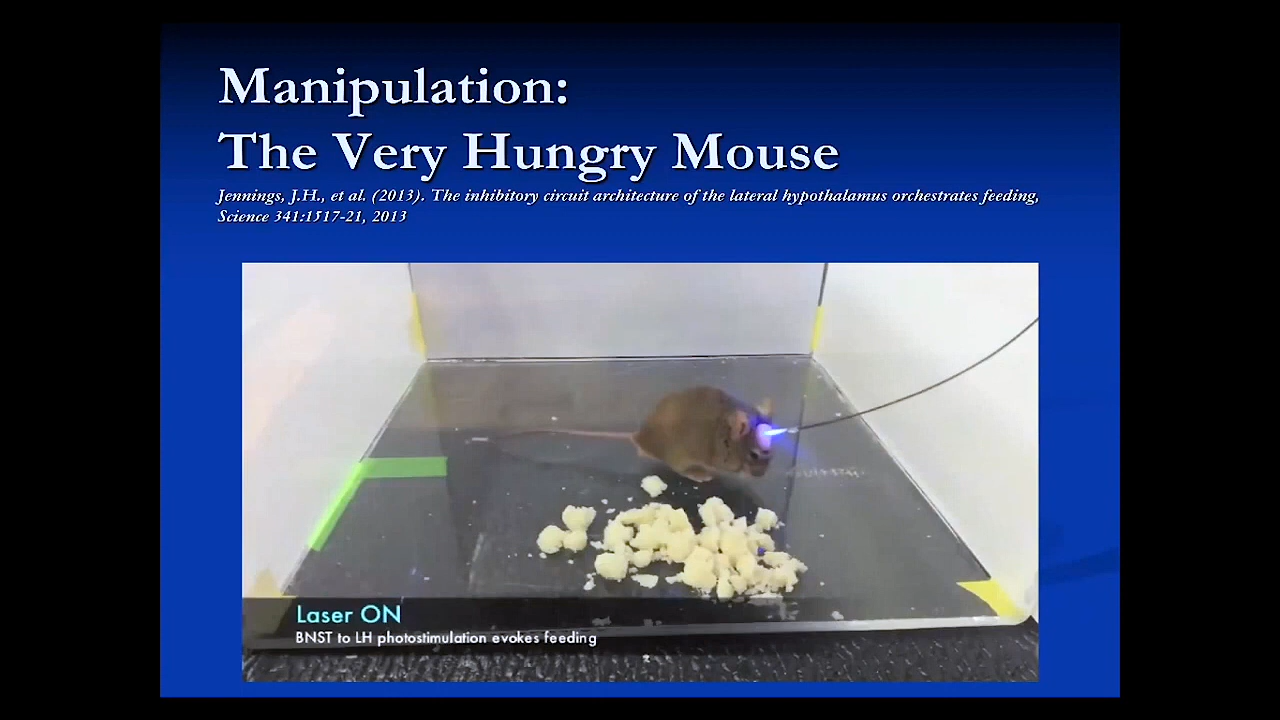 Manipulation:
The Very Hungry Mouse
Jennings, J.H., et al. (2013). The inhibitory circuit architecture of the lateral hypothalamus orchestrates feeding,
Science 341:1517-21, 2013
Laser ON
BNST to LH photostimulation evokes feeding